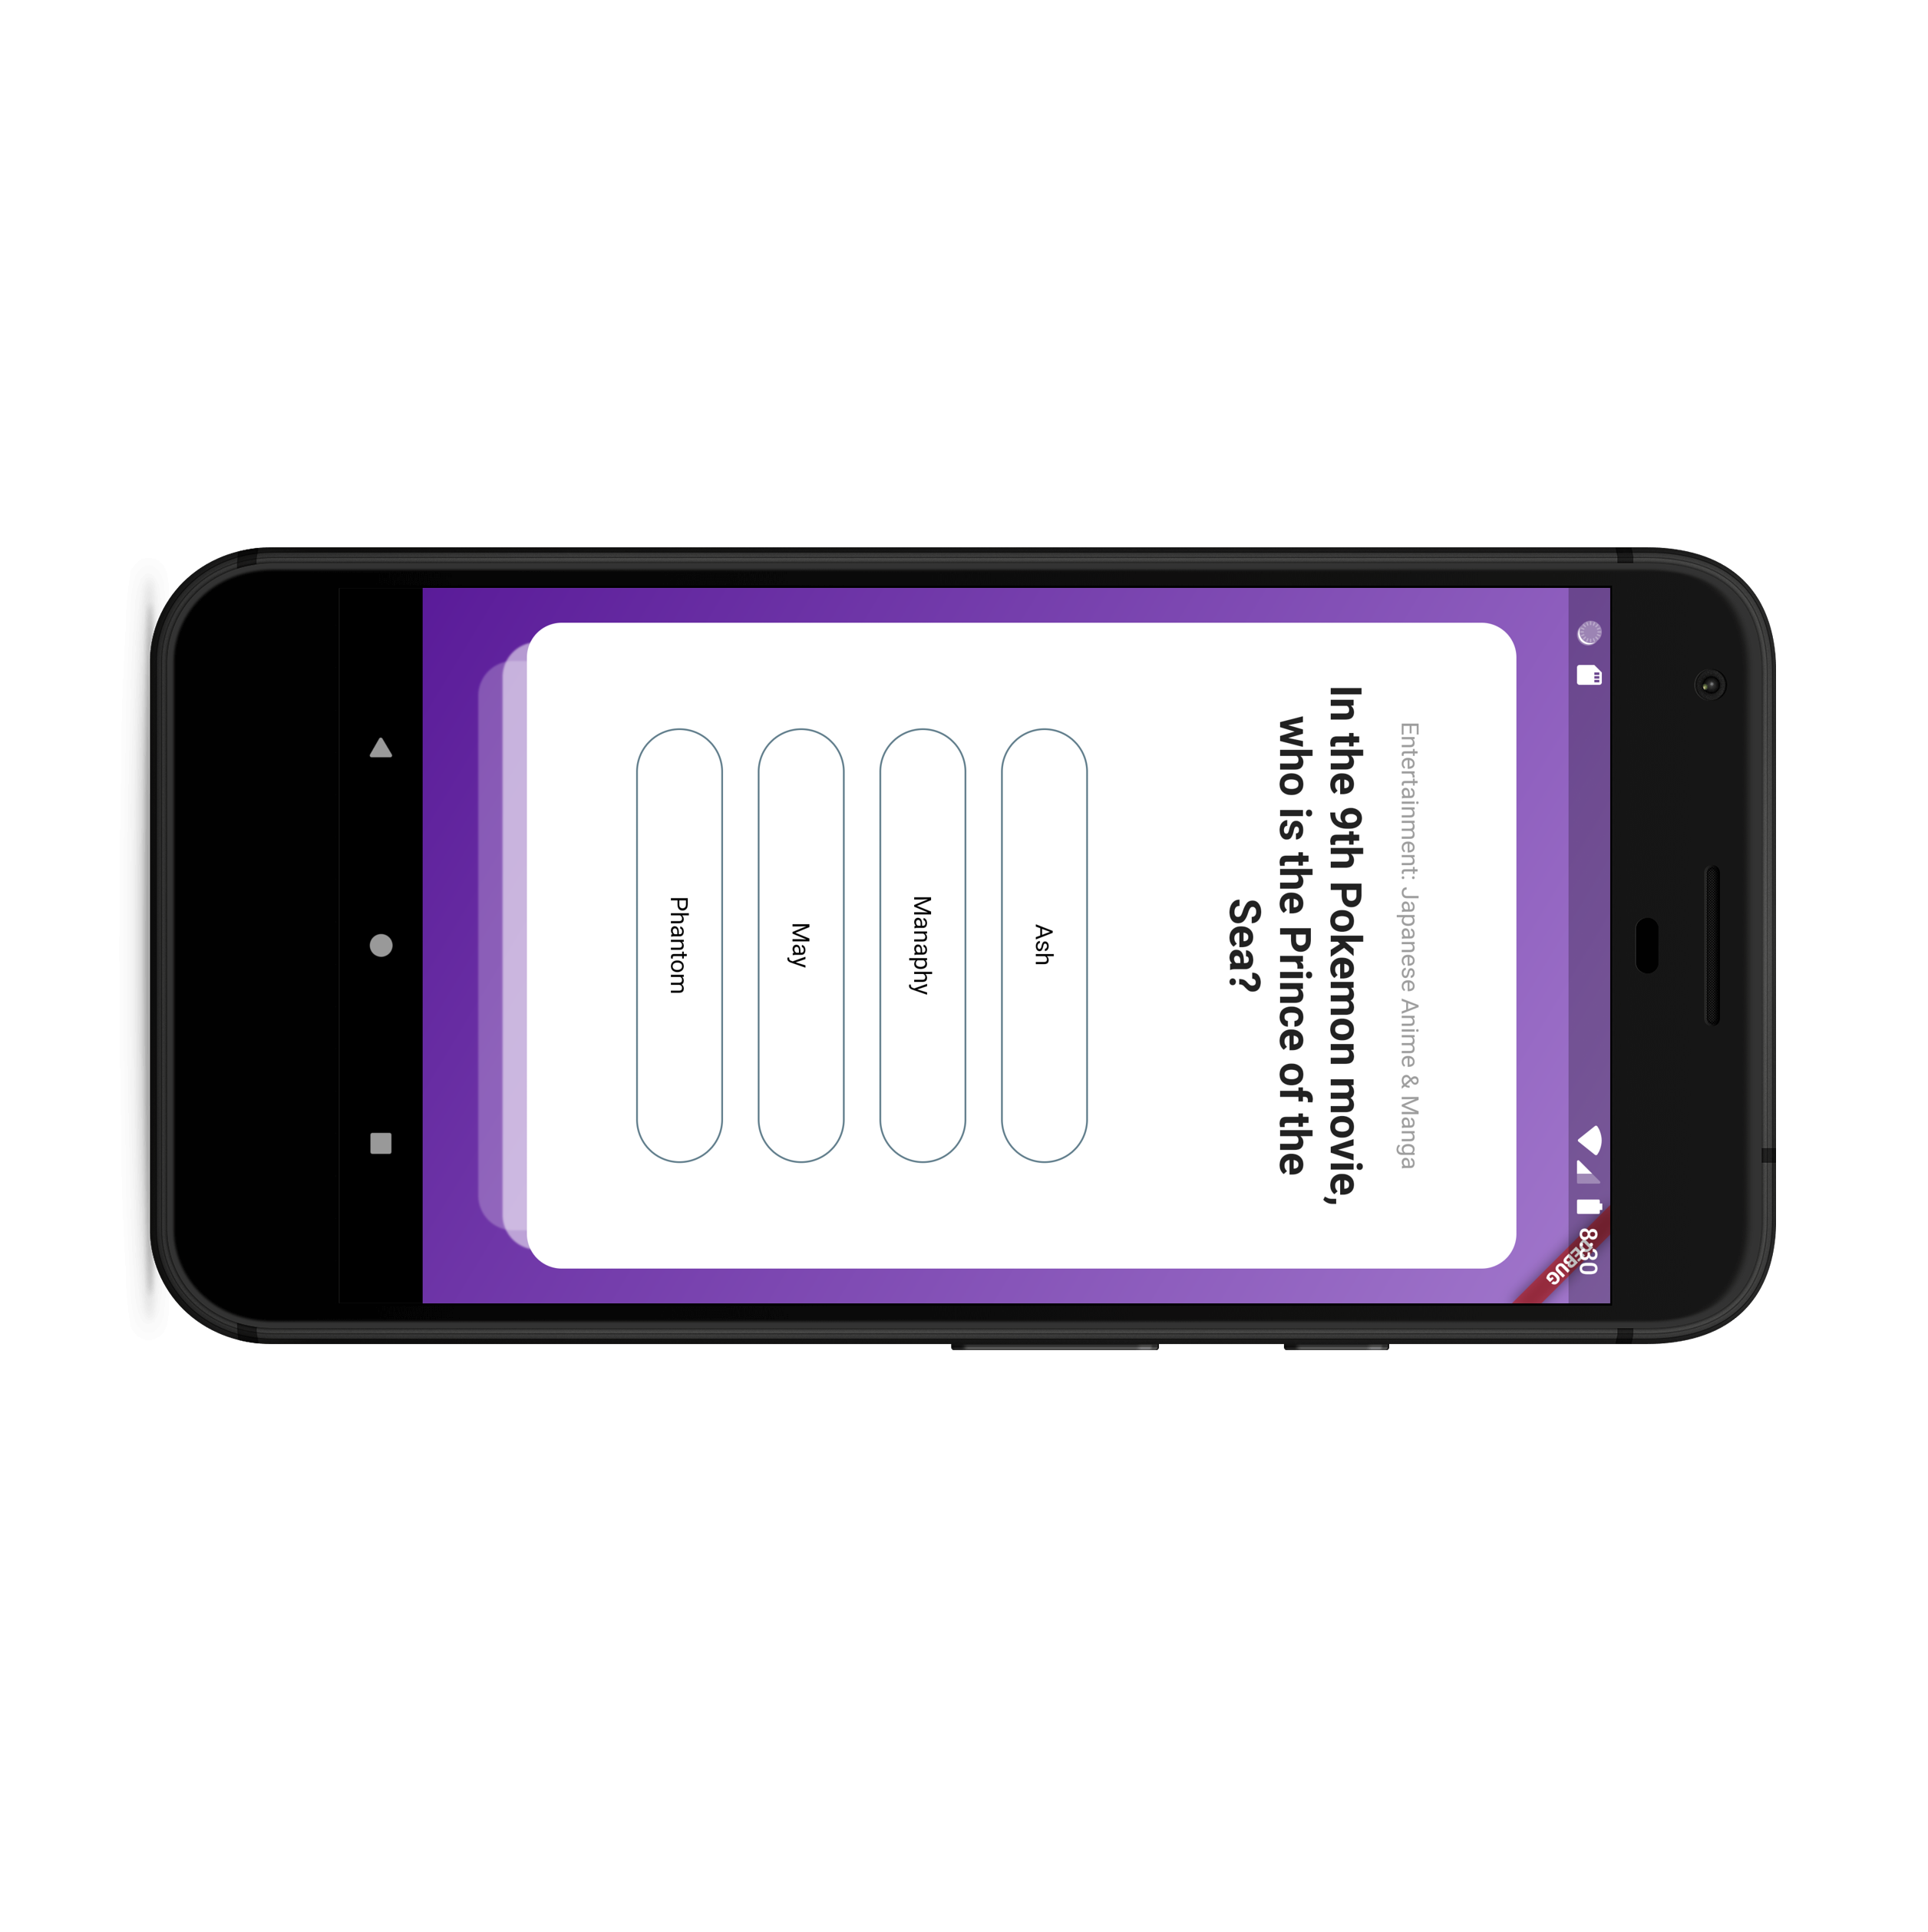 8:30
DEBUG
Entertainment: Japanese Anime & Manga
In the 9th Pokemon movie,
who is the Prince of the
Sea?
Ash
Manaphy
May
Phantom